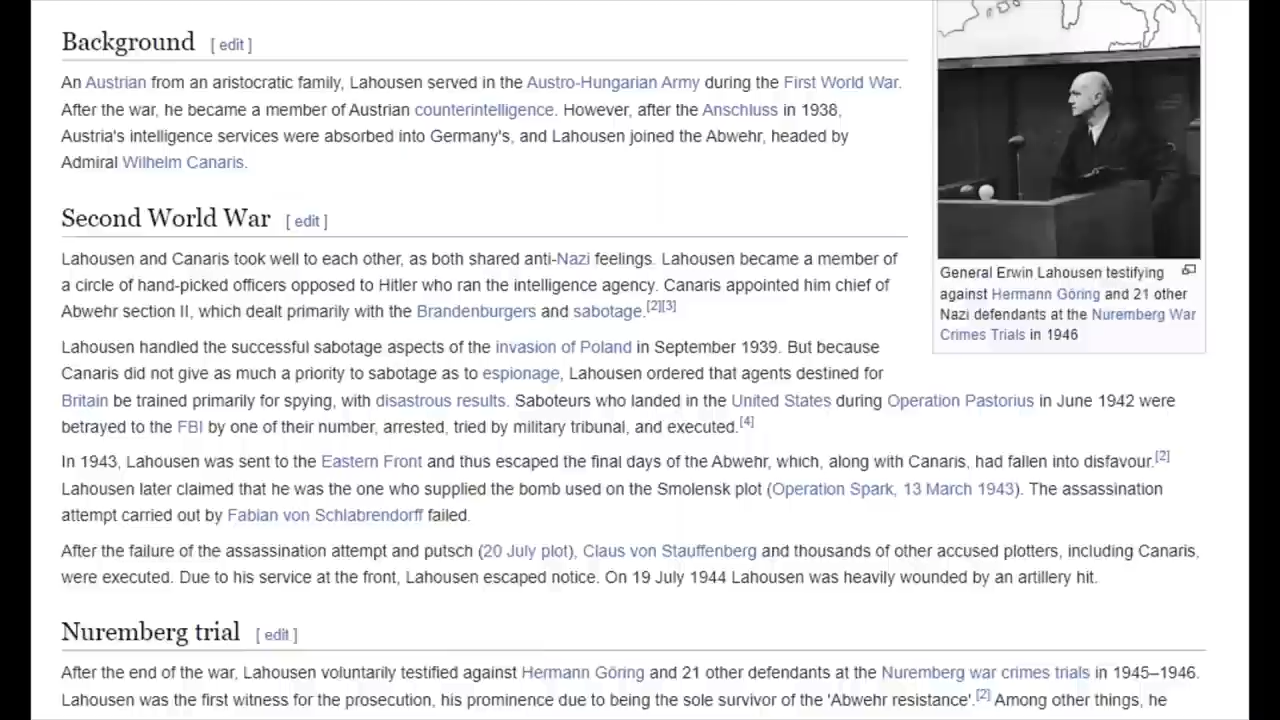 Background [ edit ]
An Austrian from an aristocratic family, Lahousen served in the Austro-Hungarian Army during the First World War.
After the war, he became a member of Austrian counterintelligence. However, after the Anschluss in 1938,
Austria's intelligence services were absorbed into Germany's, and Lahousen joined the Abwehr, headed by
Admiral Wilhelm Canaris.
Second World War [ edit ]
Lahousen and Canaris took well to each other, as both shared anti-Nazi feelings. Lahousen became a member of
a circle of hand-picked officers opposed to Hitler who ran the intelligence agency. Canaris appointed him chief of
Abwehr section II, which dealt primarily with the Brandenburgers and sabotage.[2][3]
Lahousen handled the successful sabotage aspects of the invasion of Poland in September 1939. But because
Canaris did not give as much a priority to sabotage as to espionage, Lahousen ordered that agents destined for
Britain be trained primarily for spying, with disastrous results. Saboteurs who landed in the United States during Operation Pastorius in June 1942 were
betrayed to the FBI by one of their number, arrested, tried by military tribunal, and executed.[4]
In 1943, Lahousen was sent to the Eastern Front and thus escaped the final days of the Abwehr, which, along with Canaris, had fallen into disfavour.[2]
Lahousen later claimed that he was the one who supplied the bomb used on the Smolensk plot (Operation Spark, 13 March 1943). The assassination
attempt carried out by Fabian von Schlabrendorff failed.
After the failure of the assassination attempt and putsch (20 July plot), Claus von Stauffenberg and thousands of other accused plotters, including Canaris,
were executed. Due to his service at the front, Lahousen escaped notice. On 19 July 1944 Lahousen was heavily wounded by an artillery hit.
Nuremberg trial [ edit ]
After the end of the war, Lahousen voluntarily testified against Hermann Göring and 21 other defendants at the Nuremberg war crimes trials in 1945–1946.
Lahousen was the first witness for the prosecution, his prominence due to being the sole survivor of the 'Abwehr resistance'.[2] Among other things, he
General Erwin Lahousen testifying
against Hermann Göring and 21 other
Nazi defendants at the Nuremberg War
Crimes Trials in 1946